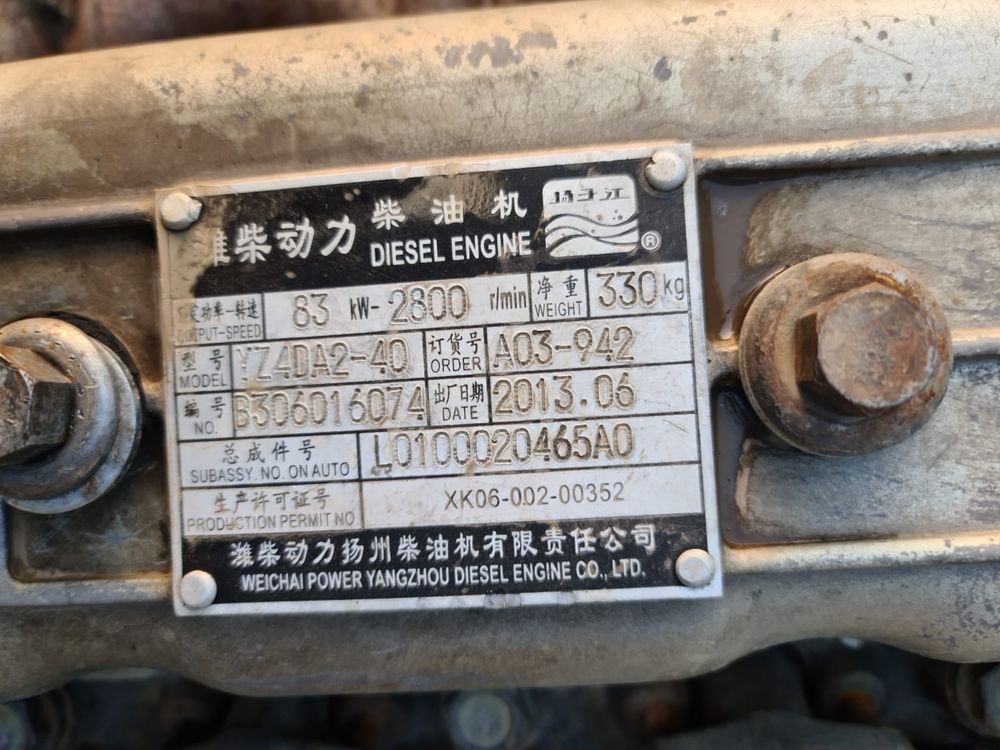 潍柴动力 柴油机 扬子江
DIESEL ENGINE ®
发功率-转速 83 kW-2800 r/min 净重 330 kg
OUTPUT-SPEED WEIGHT
型号 YZ4DA2-40 订货号 A03-942
MODEL ORDER
编号 B306016074 出厂日期 2013.06
NO. DATE
总成件号 L0100020465A0
SUBASSY. NO. ON AUTO
生产许可证号 XK06-002-00352
PRODUCTION PERMIT NO.
潍柴动力扬州柴油机有限责任公司
WEICHAI POWER YANGZHOU DIESEL ENGINE CO., LTD.